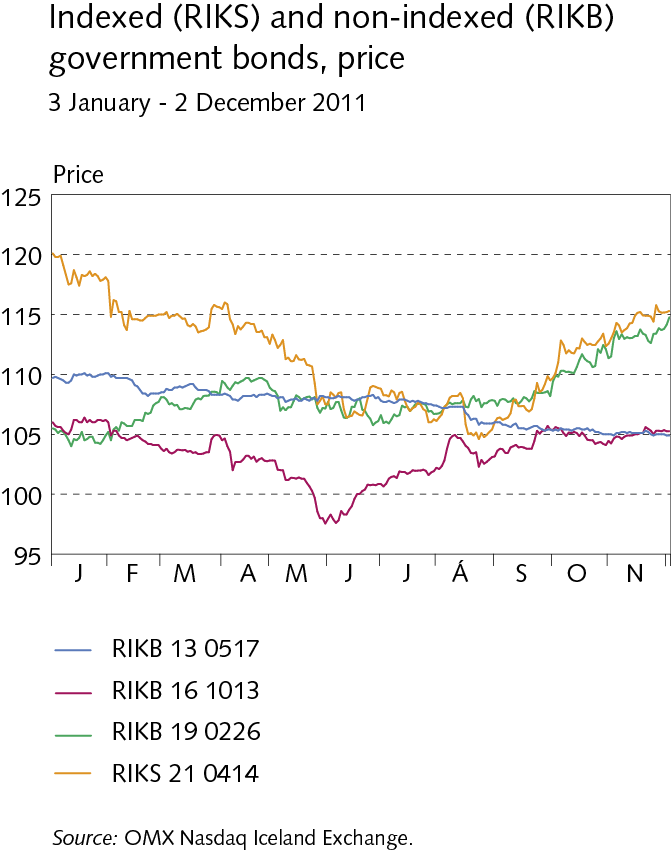 Indexed (RIKS) and non-indexed (RIKB)
government bonds, price
3 January - 2 December 2011
Price
125
120
115
110
105
100
95
J F M A M J J Á S O N
RIKB 13 0517
RIKB 16 1013
RIKB 19 0226
RIKS 21 0414
Source: OMX Nasdaq Iceland Exchange.